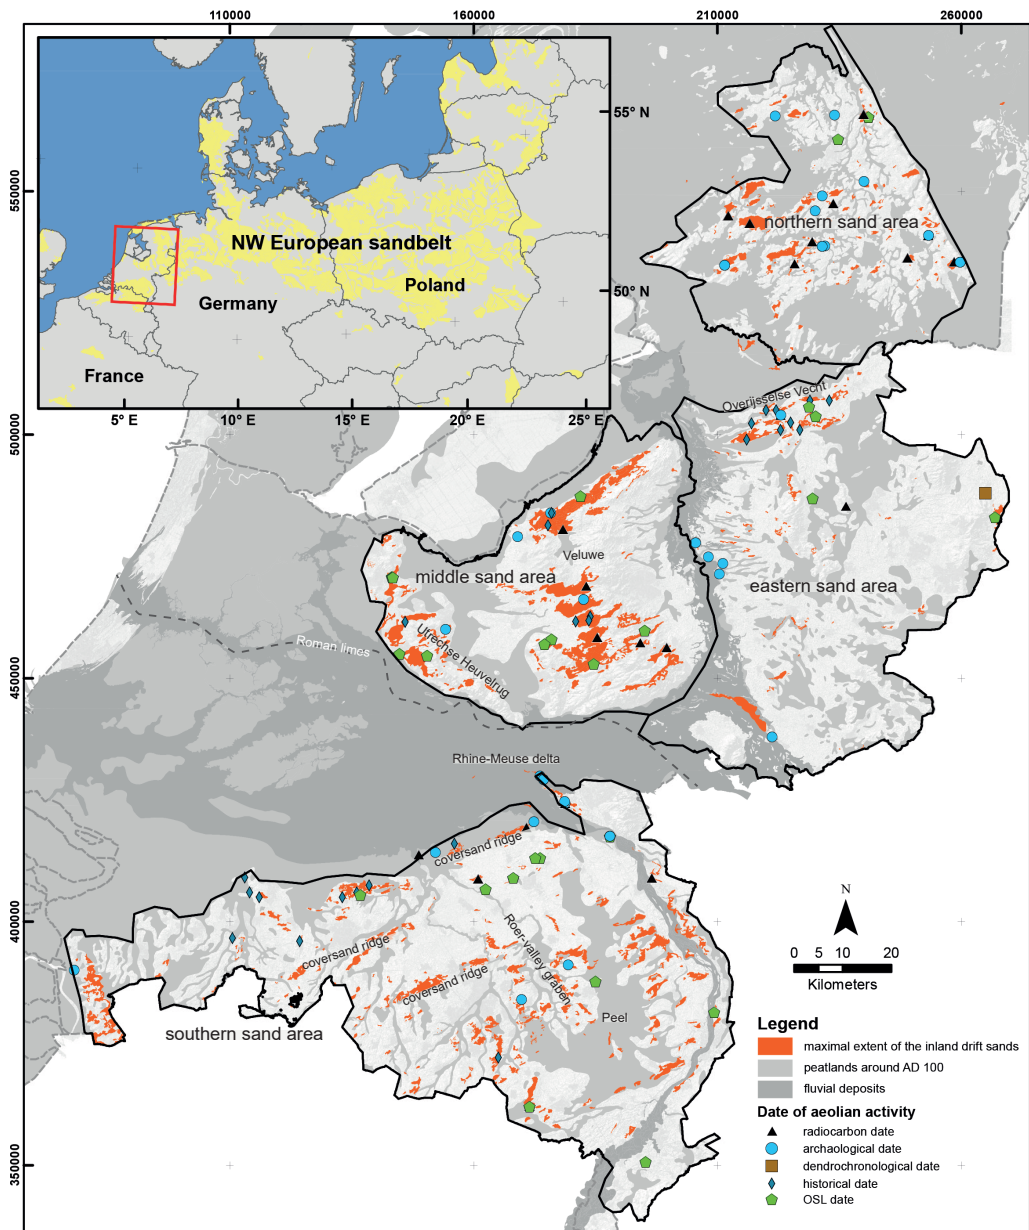 110000
160000
210000
260000
55° N
5500000
NW European sandbelt
northern sand area
Poland
50° N
Germany
France
5° E
10° E
15° E
20° E
25° E
Overijsselse Vecht
5000000
Veluwe
middle sand area
eastern sand area
Utrechse Heuvelrug
Roman limes
450000
Rhine-Meuse delta
coversand ridge
N
400000
Roer valley graben
coversand ridge
0 5 10 20
Kilometers
coversand ridge
Peel
southern sand area
Legend
maximal extent of the inland drift sands
peatlands around AD 100
fluvial deposits
Date of aeolian activity
radiocarbon date
archaeological date
dendrochronological date
historical date
OSL date
350000